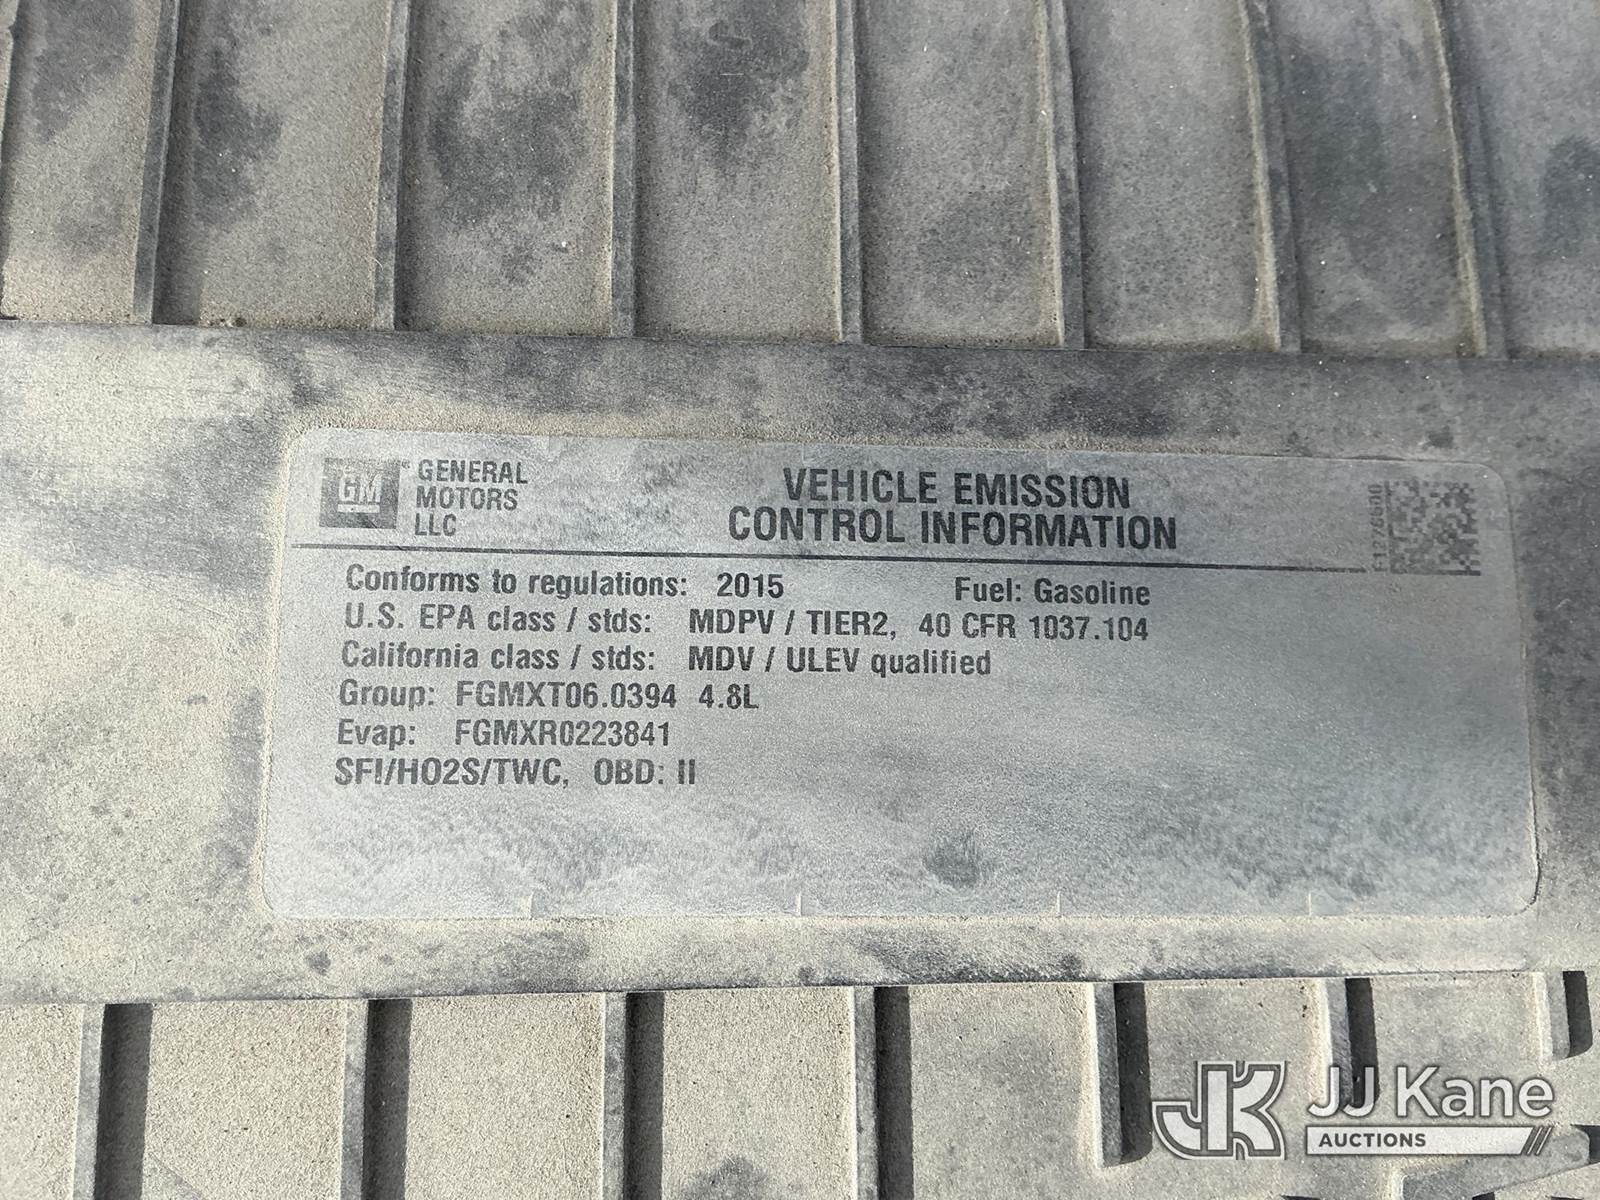 GM
GENERAL
MOTORS
LLC
VEHICLE EMISSION
CONTROL INFORMATION
Conforms to regulations: 2015 Fuel: Gasoline
U.S. EPA class / stds: MDPV / TIER2, 40 CFR 1037.104
California class / stds: MDV / ULEV qualified
Group: FGMXT06.0394 4.8L
Evap: FGMXR0223841
SFI/HO2S/TWC, OBD: II
JK JJ Kane
AUCTIONS